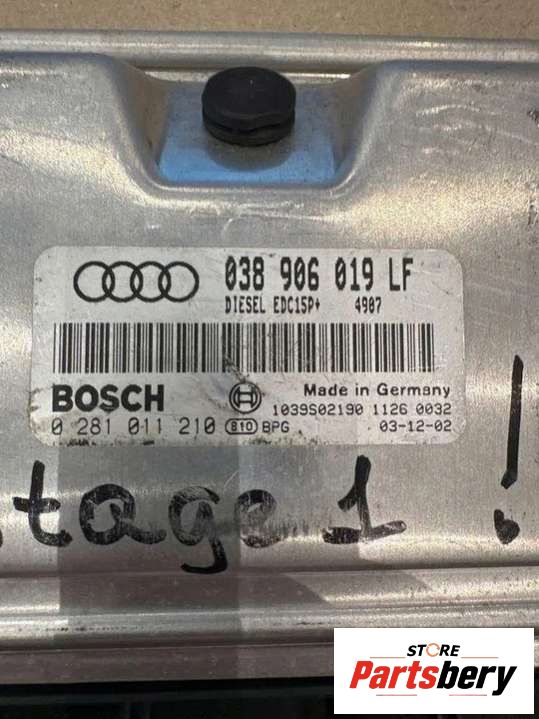 038 906 019 LF
DIESEL EDC15P+ 4907
BOSCH
Made in Germany
1039S02190 1126 0032
0 281 011 210 810 BPG 03-12-02
tage 1 !
STORE
Partsbery